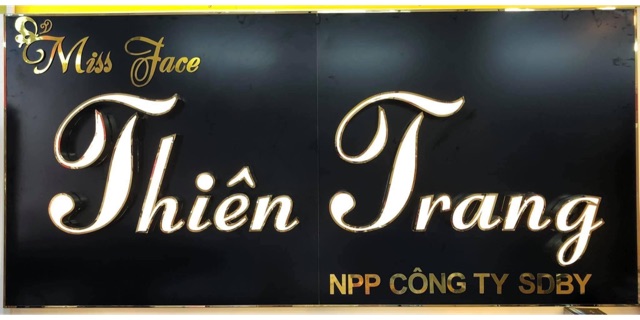 Miss Face
Thiên Trang
NPP CÔNG TY SDBY